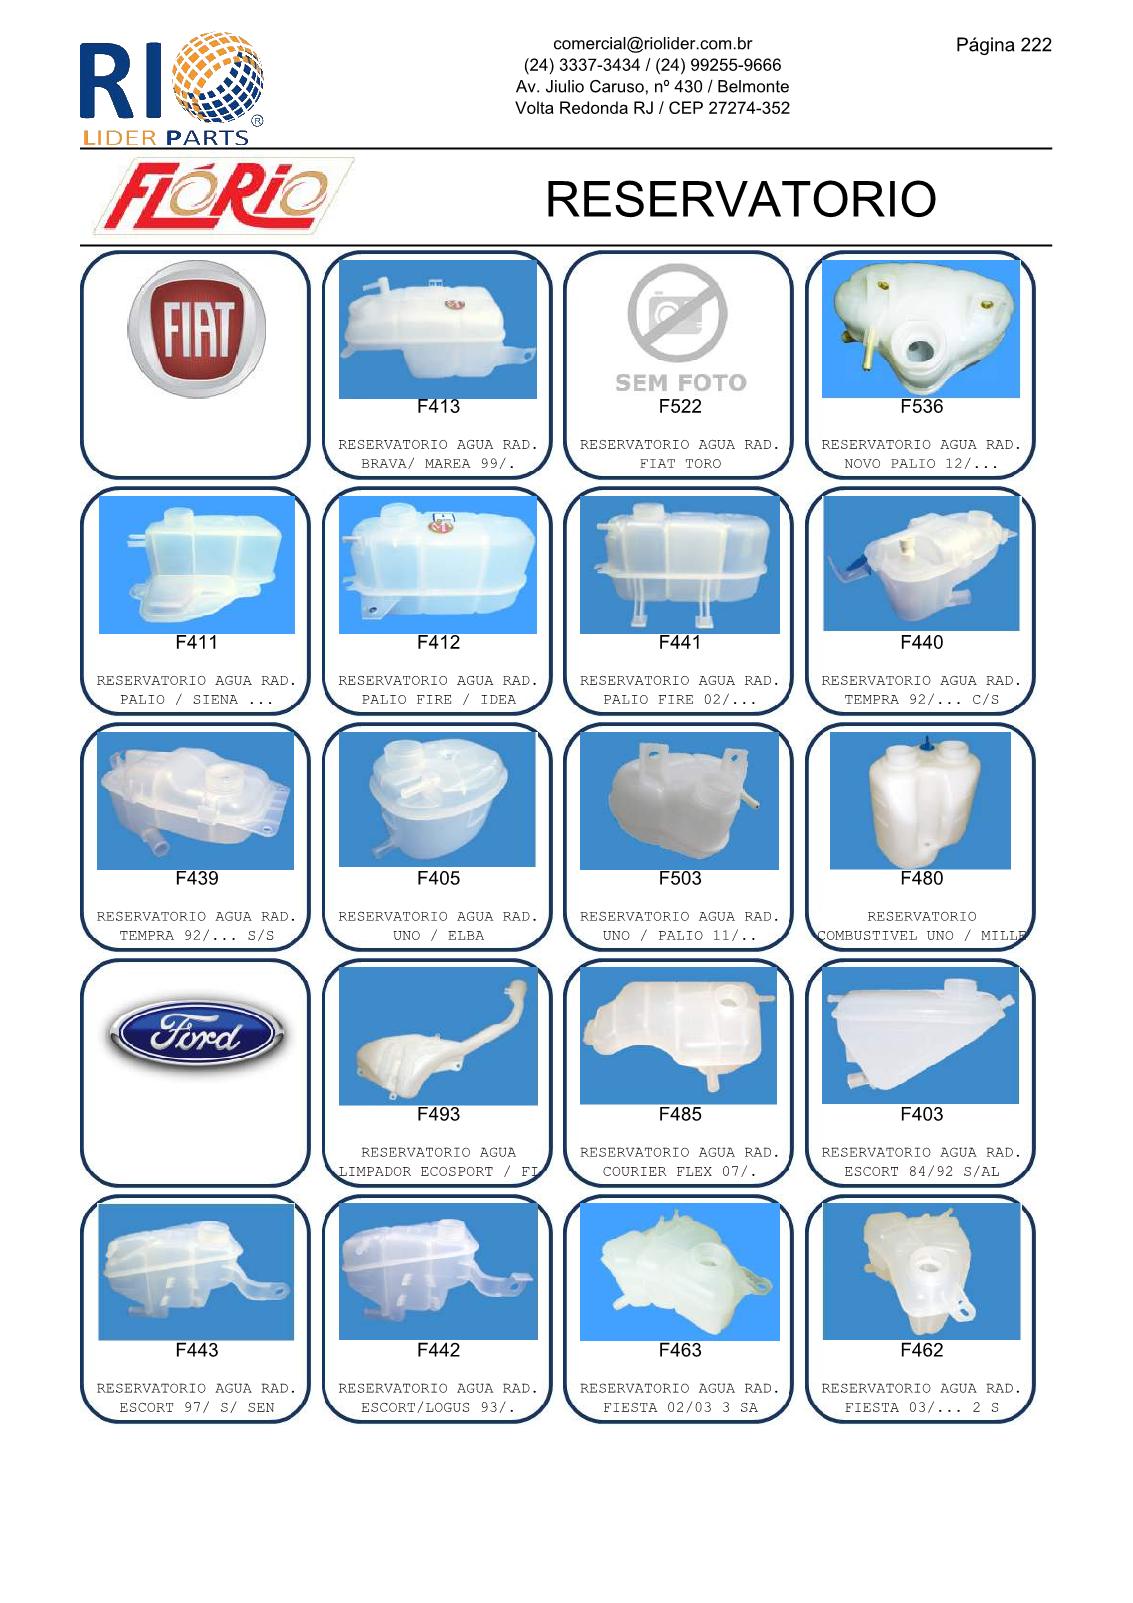 RIO
LIDER PARTS
®
comercial@riolider.com.br
(24) 3337-3434 / (24) 99255-9666
Av. Jiulio Caruso, nº 430 / Belmonte
Volta Redonda RJ / CEP 27274-352
Página 222
FLÓRIO
RESERVATORIO
FIAT
F413
RESERVATORIO AGUA RAD.
BRAVA/ MAREA 99/.
SEM FOTO
F522
RESERVATORIO AGUA RAD.
FIAT TORO
F536
RESERVATORIO AGUA RAD.
NOVO PALIO 12/...
F411
RESERVATORIO AGUA RAD.
PALIO / SIENA ...
F412
RESERVATORIO AGUA RAD.
PALIO FIRE / IDEA
F441
RESERVATORIO AGUA RAD.
PALIO FIRE 02/...
F440
RESERVATORIO AGUA RAD.
TEMPRA 92/... C/S
F439
RESERVATORIO AGUA RAD.
TEMPRA 92/... S/S
F405
RESERVATORIO AGUA RAD.
UNO / ELBA
F503
RESERVATORIO AGUA RAD.
UNO / PALIO 11/..
F480
RESERVATORIO
COMBUSTIVEL UNO / MILLE
Ford
F493
RESERVATORIO AGUA
LIMPADOR ECOSPORT / FI
F485
RESERVATORIO AGUA RAD.
COURIER FLEX 07/.
F403
RESERVATORIO AGUA RAD.
ESCORT 84/92 S/AL
F443
RESERVATORIO AGUA RAD.
ESCORT 97/ S/ SEN
F442
RESERVATORIO AGUA RAD.
ESCORT/LOGUS 93/.
F463
RESERVATORIO AGUA RAD.
FIESTA 02/03 3 SA
F462
RESERVATORIO AGUA RAD.
FIESTA 03/... 2 S